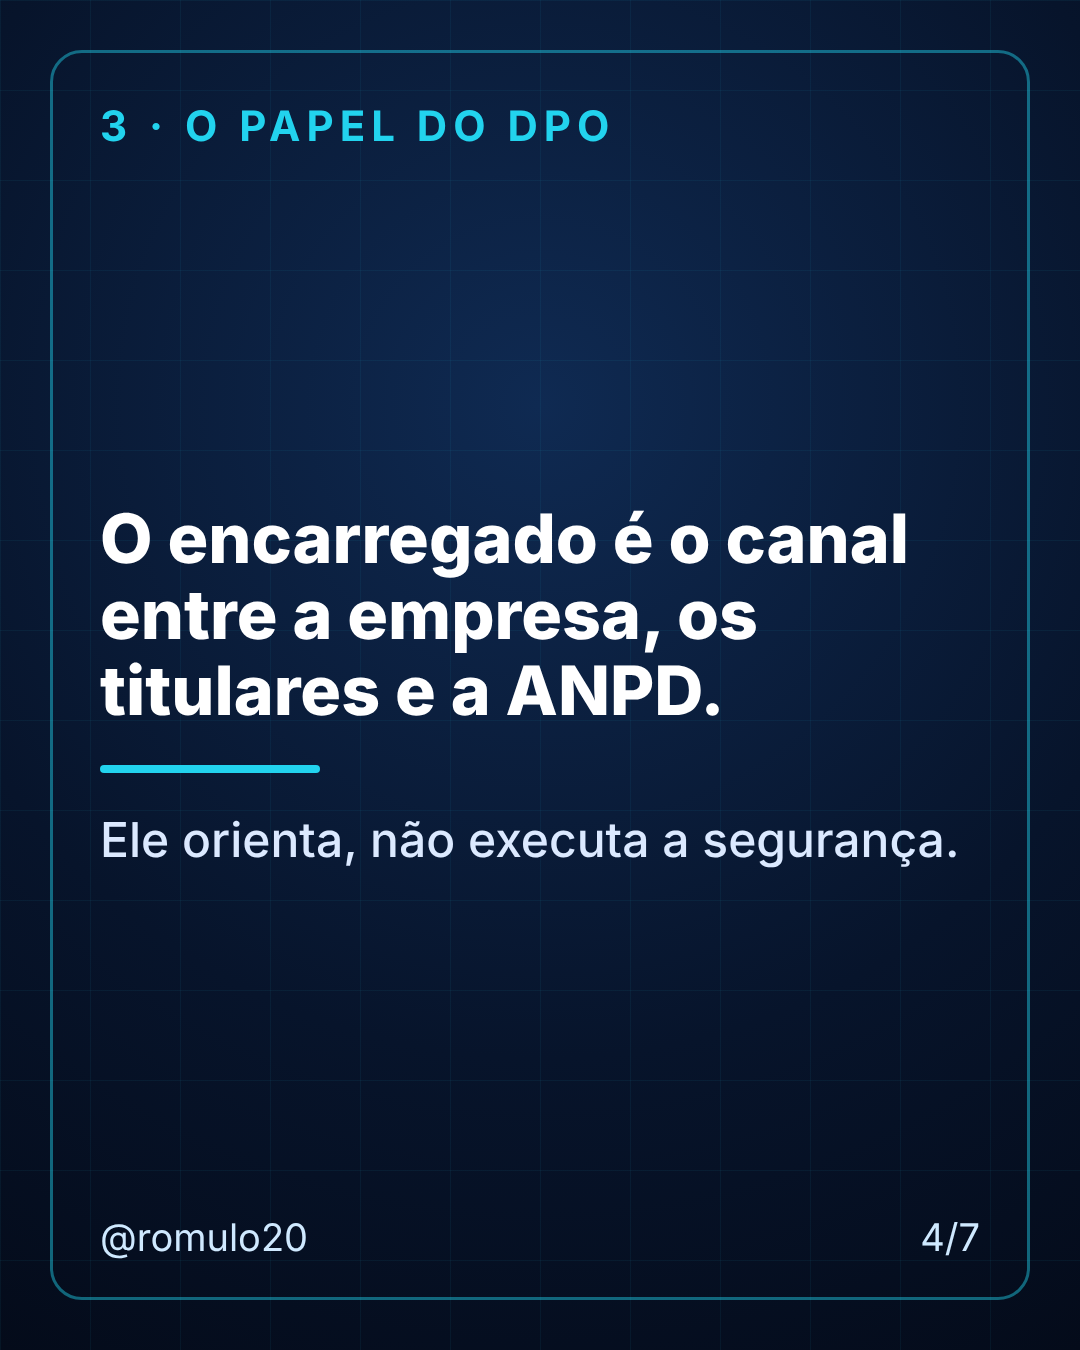 3 · O PAPEL DO DPO
O encarregado é o canal
entre a empresa, os
titulares e a ANPD.
Ele orienta, não executa a segurança.
@romulo20
4/7